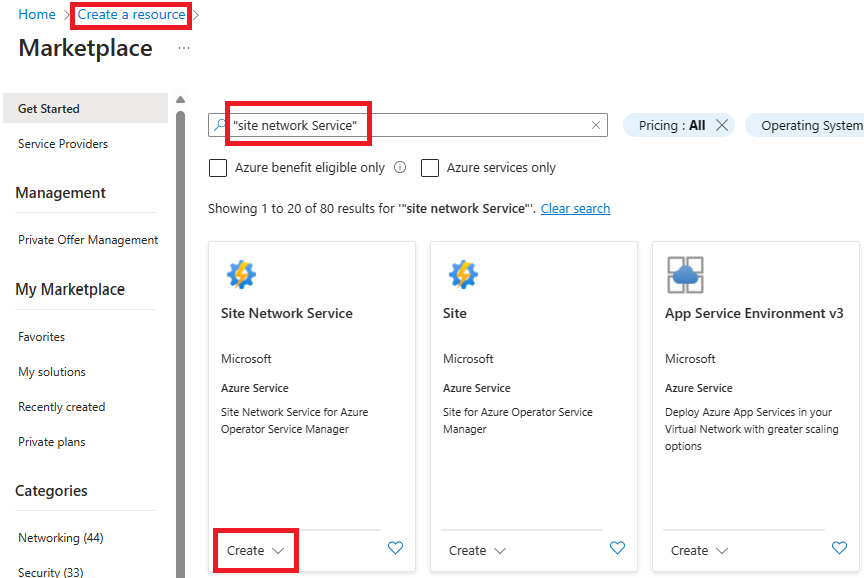 Home > Create a resource >
Marketplace ...
Get Started
Service Providers
Management
Private Offer Management
My Marketplace
Favorites
My solutions
Recently created
Private plans
Categories
Networking (44)
Security (33)
"site network Service"
Pricing : All
Operating System
Azure benefit eligible only
Azure services only
Showing 1 to 20 of 80 results for '"site network Service"'. Clear search
Site Network Service
Microsoft
Azure Service
Site Network Service for Azure
Operator Service Manager
Create
Site
Microsoft
Azure Service
Site for Azure Operator Service
Manager
Create
App Service Environment v3
Microsoft
Azure Service
Deploy Azure App Services in your
Virtual Network with greater scaling
options
Create